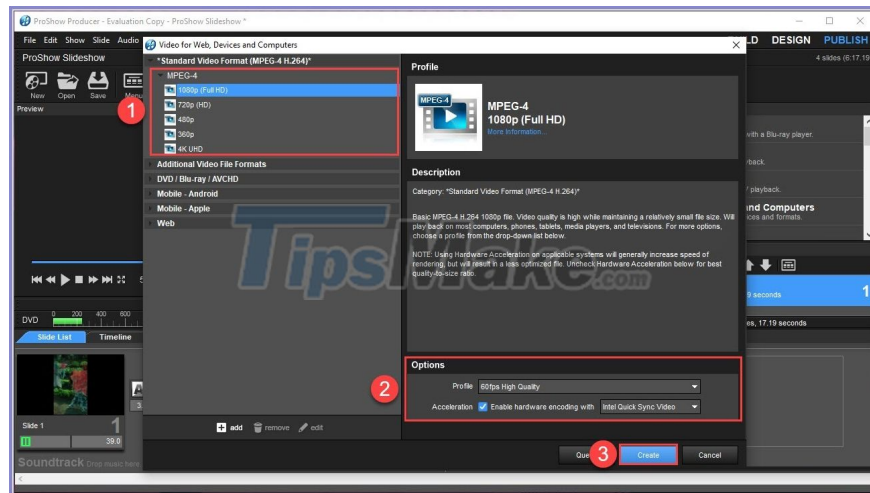 ProShow Producer - Evaluation Copy - ProShow Slideshow *
File Edit Show Slide Audio
LD DESIGN PUBLISH
ProShow Slideshow
4 slides (6:17.19
New Open Save Menu
Preview
Video for Web, Devices and Computers
*Standard Video Format (MPEG-4 H.264)*
MPEG-4
1080p (Full HD)
720p (HD)
480p
360p
4K UHD
Additional Video File Formats
DVD / Blu-ray / AVCHD
Mobile - Android
Mobile - Apple
Web
1
add remove edit
Profile
MPEG-4
MPEG-4
1080p (Full HD)
More Information...
Description
Category: *Standard Video Format (MPEG-4 H.264)*
Basic MPEG-4 H.264 1080p file. Video quality is high while maintaining a relatively small file size. Will
play back on most computers, phones, tablets, media players, and televisions. For more options,
choose a profile from the drop-down list below.
NOTE: Using Hardware Acceleration on applicable systems will generally increase speed of
rendering, but will result in a less optimized file. Uncheck Hardware Acceleration below for best
quality-to-size ratio.
TipsMake.com
Options
2
Profile 60fps High Quality
Acceleration Enable hardware encoding with Intel Quick Sync Video
Que 3 Create Cancel
with a Blu-ray player.
yback.
playback.
and Computers
ices and formats.
9 seconds 1
es, 17.19 seconds
DVD 0 200 400 600
Slide List Timeline
A
3.
Slide 1 1
39.0
Soundtrack Drop music here